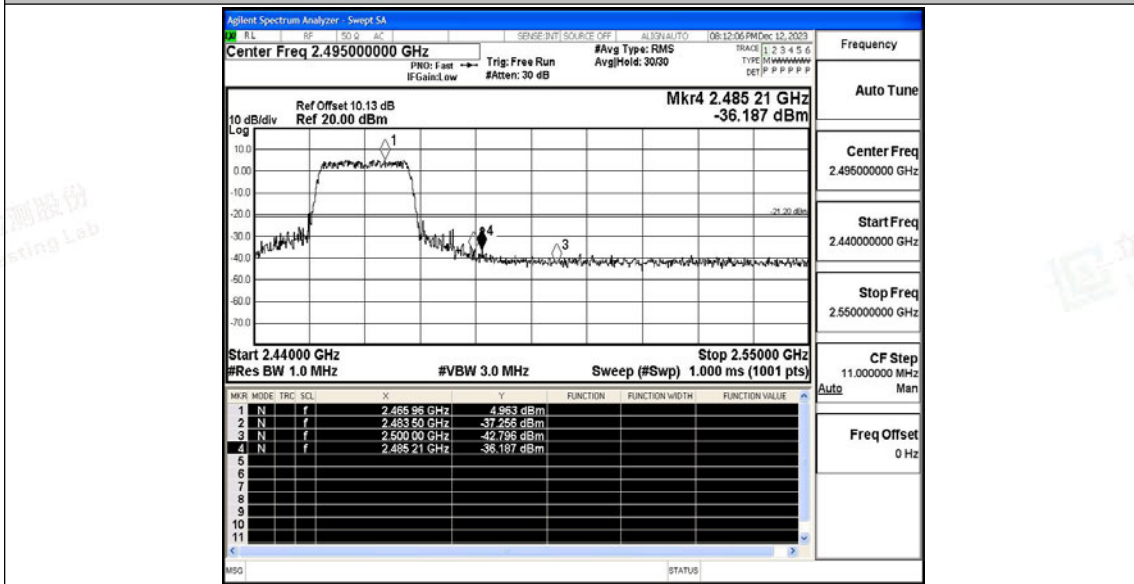 Agilent Spectrum Analyzer - Swept SA
RL RF 50 Ω AC SENSE:INT SOURCE OFF ALIGN AUTO 08:12:06 PM Dec 12, 2023
Center Freq 2.495000000 GHz
PNO: Fast
IFGain:Low
Trig: Free Run
#Atten: 30 dB
#Avg Type: RMS
Avg|Hold: 30/30
TRACE 1 2 3 4 5 6
TYPE M
DET P P P P P P
Mkr4 2.485 21 GHz
-36.187 dBm
Ref Offset 10.13 dB
10 dB/div Ref 20.00 dBm
Log
10.0
0.00
-10.0
-20.0
-30.0
-40.0
-50.0
-60.0
-70.0
1
4
3
-21.20 dBm
Start 2.44000 GHz Stop 2.55000 GHz
#Res BW 1.0 MHz #VBW 3.0 MHz Sweep (#Swp) 1.000 ms (1001 pts)
MKR MODE TRC SCL X Y FUNCTION FUNCTION WIDTH FUNCTION VALUE
1 N f 2.465 96 GHz 4.963 dBm
2 N f 2.483 50 GHz -37.256 dBm
3 N f 2.500 00 GHz -42.796 dBm
4 N f 2.485 21 GHz -36.187 dBm
5
6
7
8
9
10
11
MSG STATUS
Frequency
Auto Tune
Center Freq
2.495000000 GHz
Start Freq
2.440000000 GHz
Stop Freq
2.550000000 GHz
CF Step
11.000000 MHz
Auto Man
Freq Offset
0 Hz
测股份
esting Lab